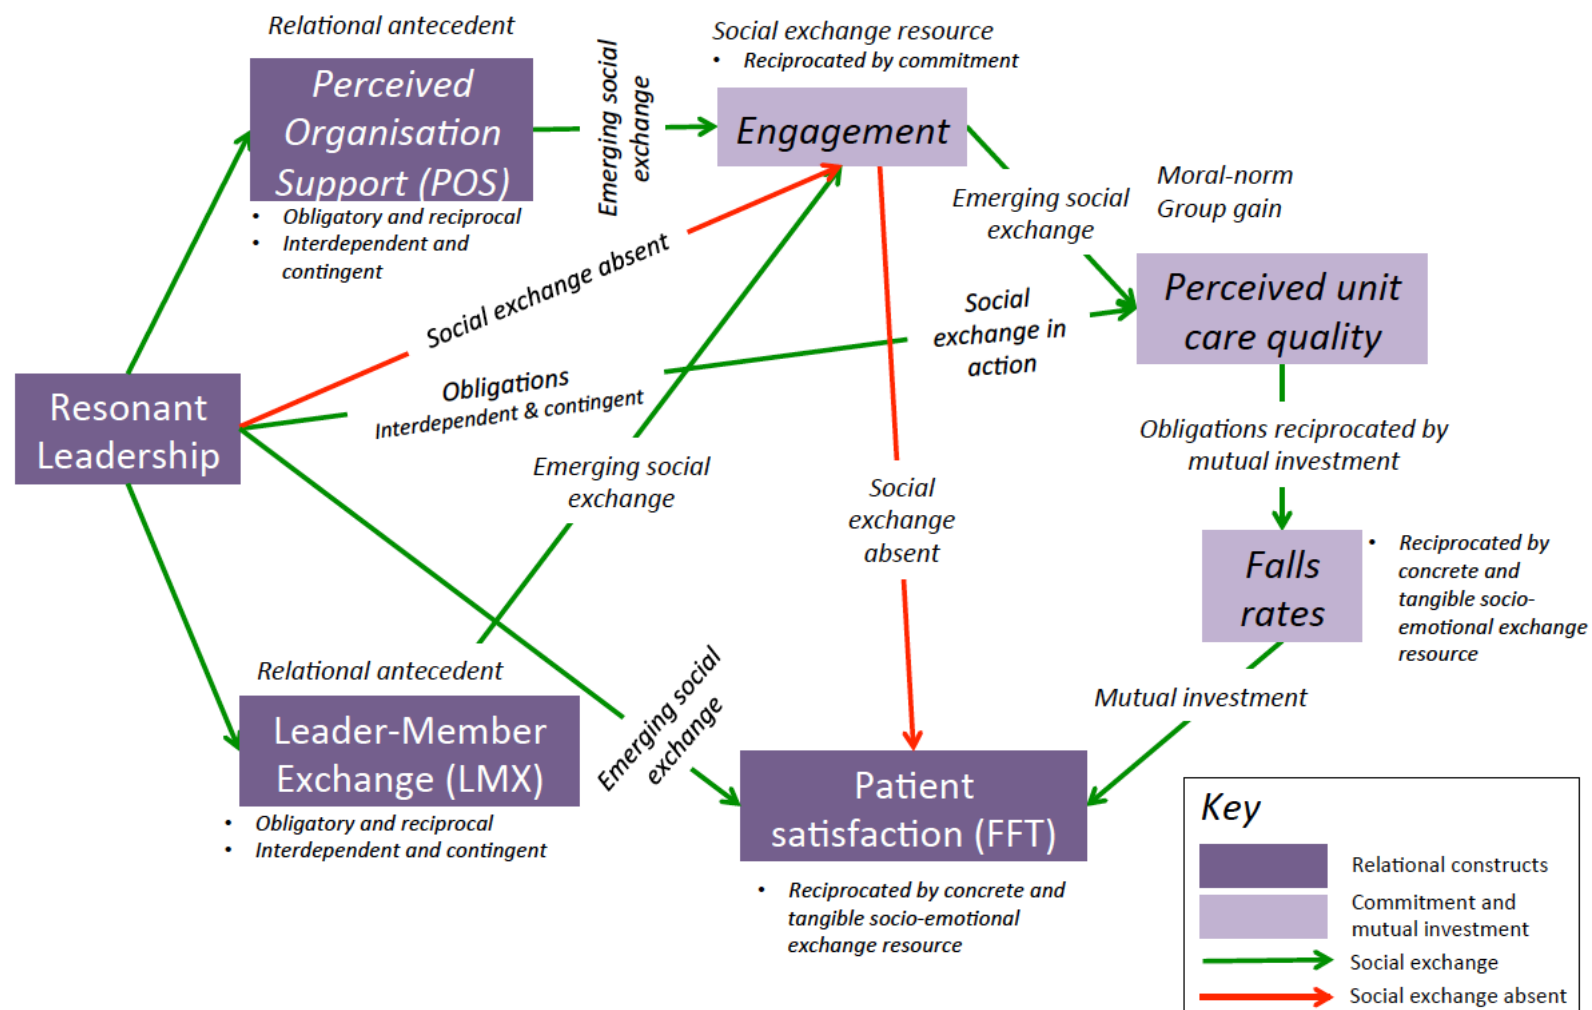 Relational antecedent
Perceived
Organisation
Support (POS)
• Obligatory and reciprocal
• Interdependent and
contingent
Emerging social
exchange
Social exchange resource
• Reciprocated by commitment
Engagement
Emerging social
exchange
Moral-norm
Group gain
Perceived unit
care quality
Social exchange absent
Social
exchange in
action
Obligations
Interdependent & contingent
Resonant
Leadership
Emerging social
exchange
Social
exchange
absent
Obligations reciprocated by
mutual investment
Falls
rates
• Reciprocated by
concrete and
tangible socio-
emotional exchange
resource
Relational antecedent
Leader-Member
Exchange (LMX)
• Obligatory and reciprocal
• Interdependent and contingent
Emerging social
exchange
Mutual investment
Patient
satisfaction (FFT)
• Reciprocated by concrete and
tangible socio-emotional
exchange resource
Key
Relational constructs
Commitment and
mutual investment
Social exchange
Social exchange absent